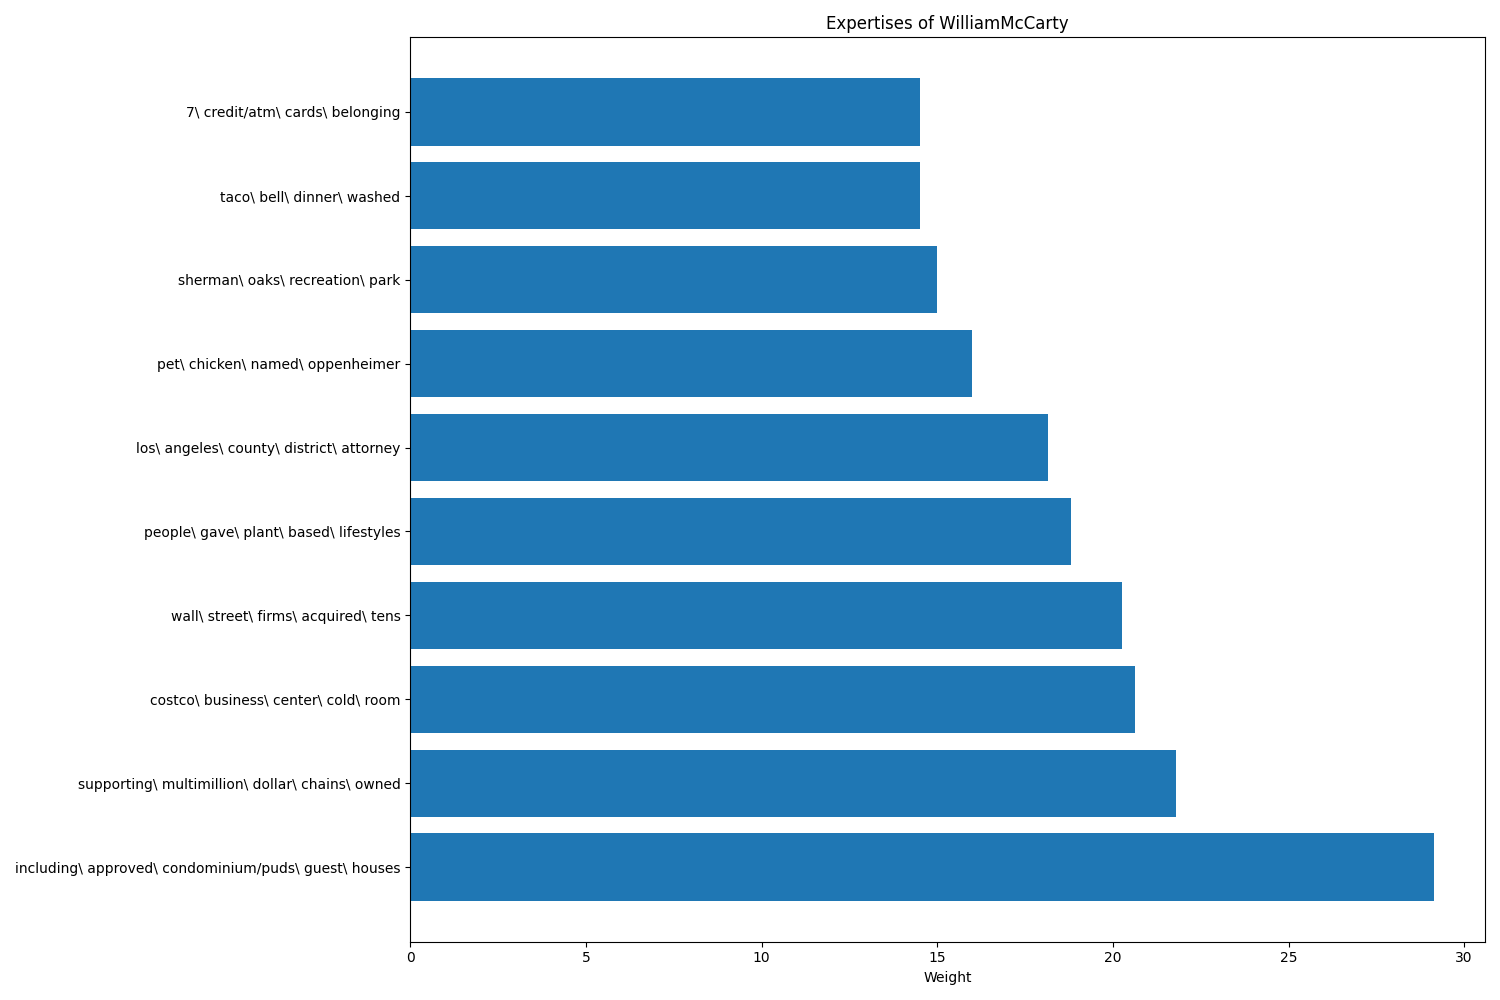 Expertises of WilliamMcCarty
7\ credit/atm\ cards\ belonging
taco\ bell\ dinner\ washed
sherman\ oaks\ recreation\ park
pet\ chicken\ named\ oppenheimer
los\ angeles\ county\ district\ attorney
people\ gave\ plant\ based\ lifestyles
wall\ street\ firms\ acquired\ tens
costco\ business\ center\ cold\ room
supporting\ multimillion\ dollar\ chains\ owned
including\ approved\ condominium/puds\ guest\ houses
0 5 10 15 20 25 30
Weight